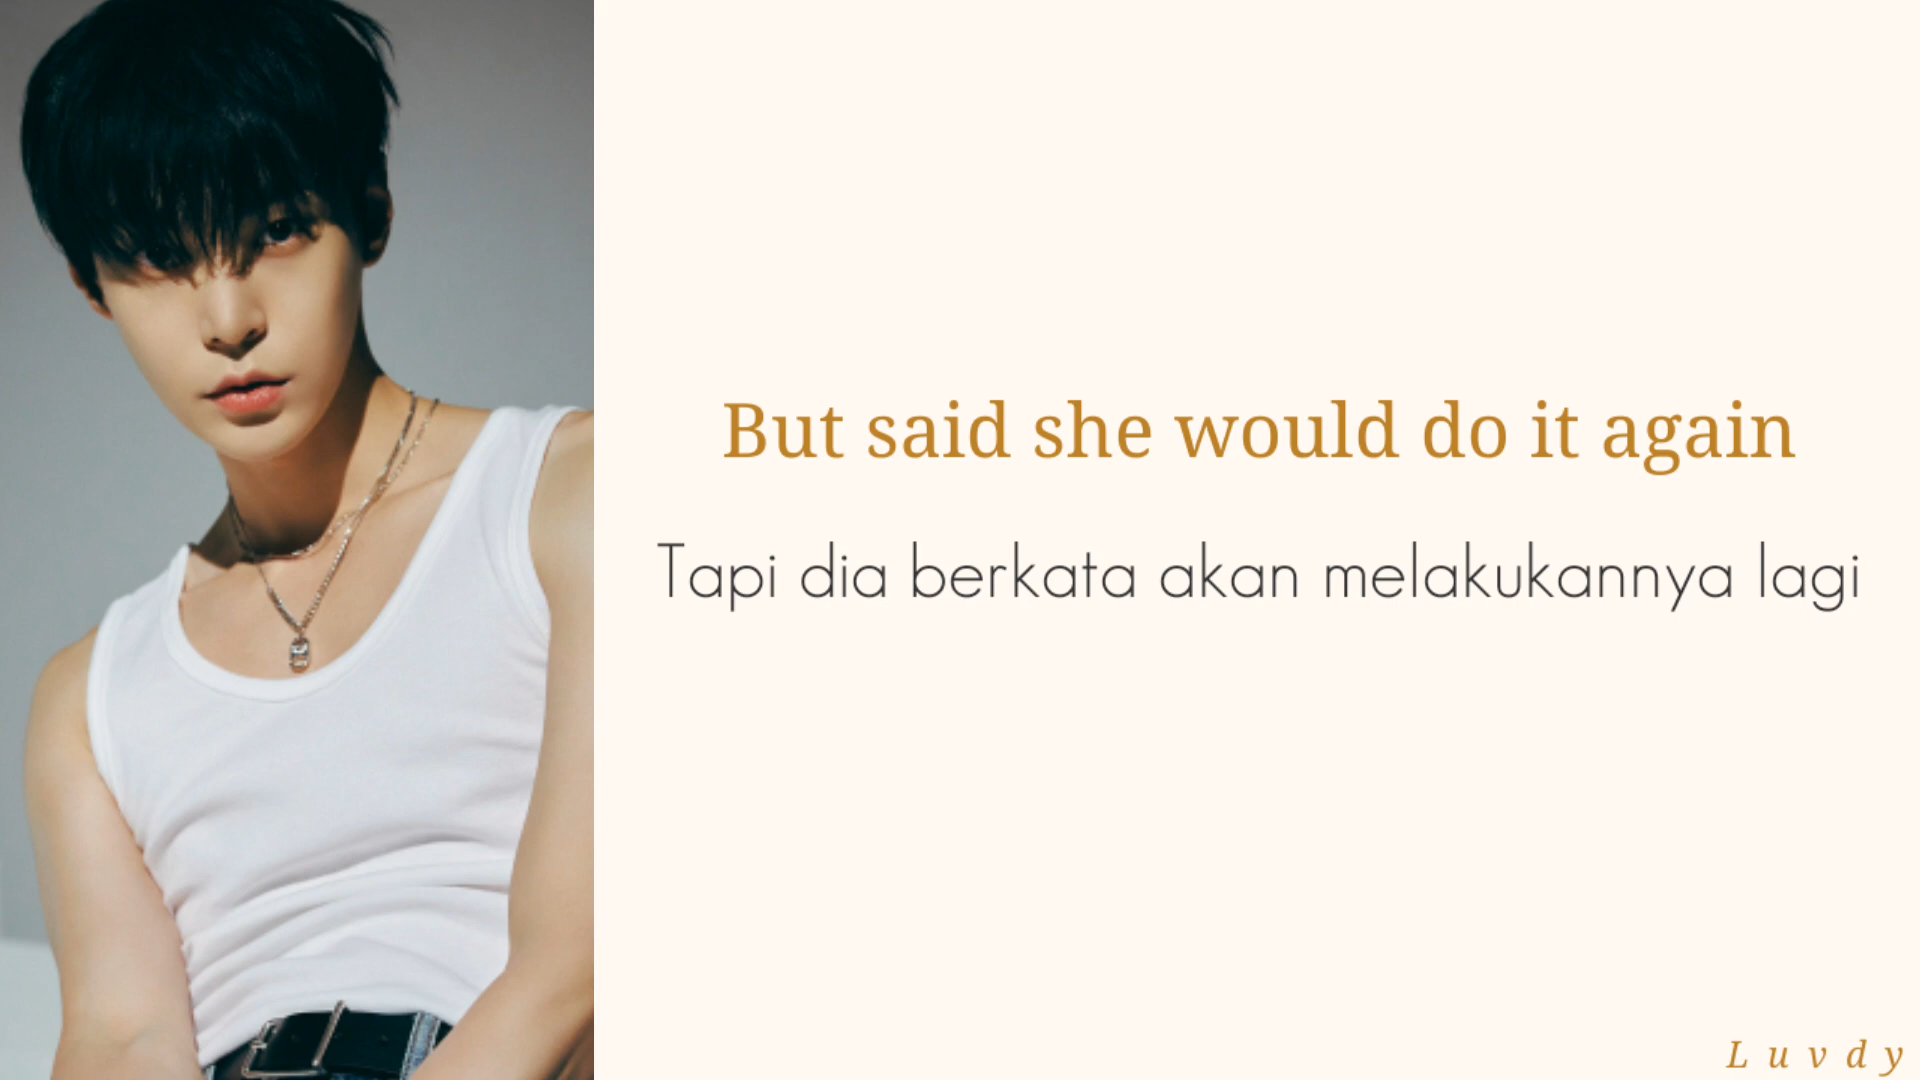 But said she would do it again
Tapi dia berkata akan melakukannya lagi
Luvdy